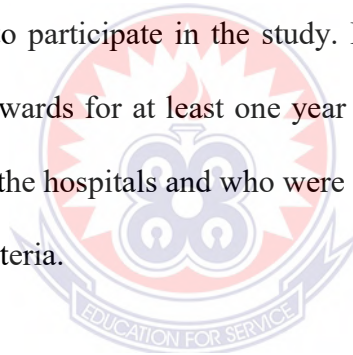 o participate in the study.
wards for at least one year
the hospitals and who were
teria.
EDUCATION FOR SERVICE